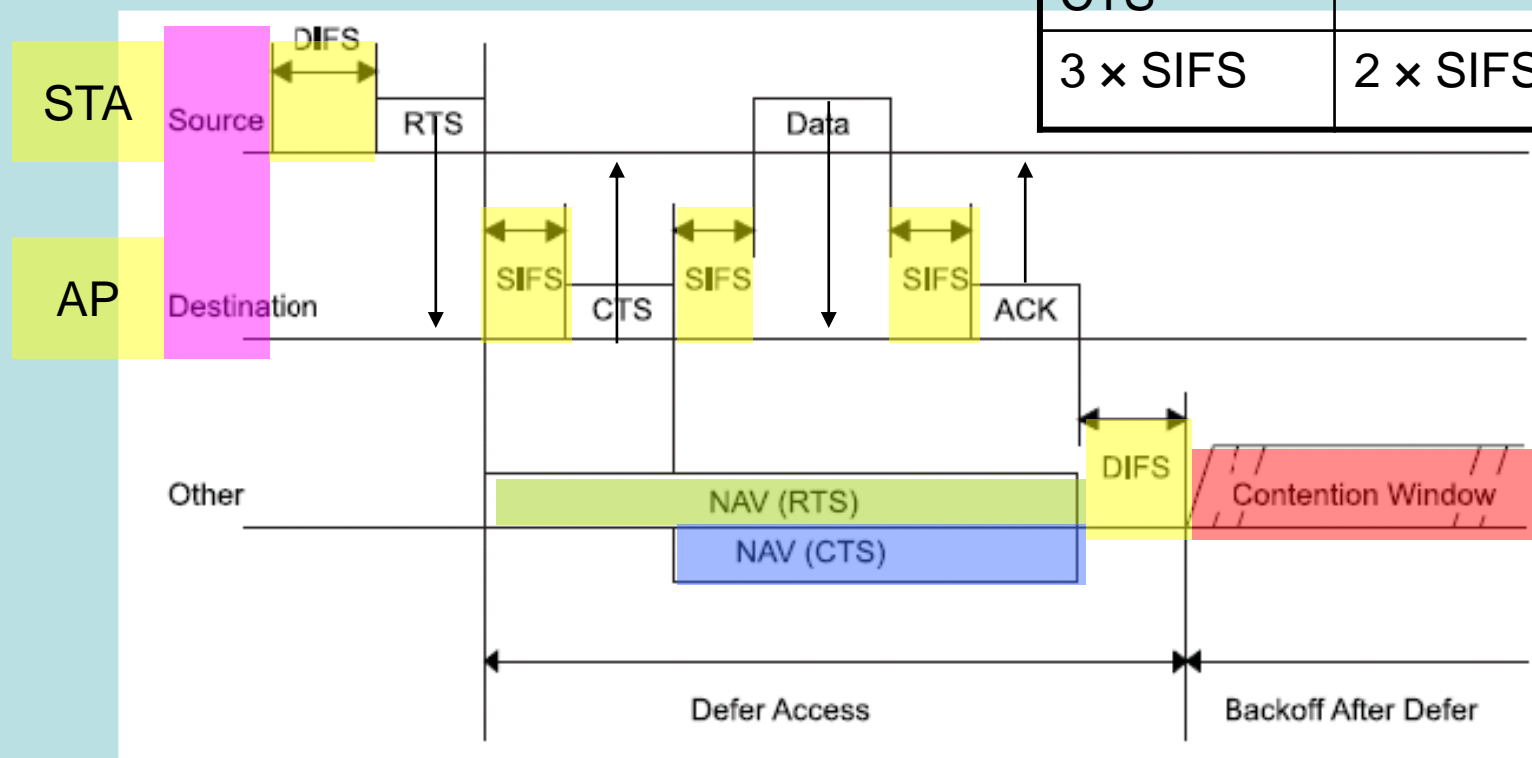 CTS
3 × SIFS
2 × SIFS
DIFS
STA
Source
RTS
Data
SIFS
SIFS
SIFS
AP
Destination
CTS
ACK
DIFS
Other
NAV (RTS)
Contention Window
NAV (CTS)
Defer Access
Backoff After Defer